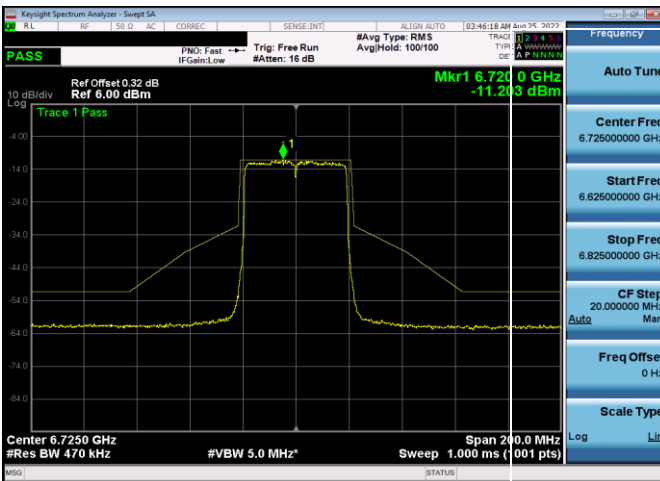 Keysight Spectrum Analyzer - Swept SA
RL RF 50 Ω AC CORREC SENSE:INT ALIGN AUTO 03:46:18 AM Aug 25, 2022
PASS
PNO: Fast
IFGain:Low
Trig: Free Run
#Atten: 16 dB
#Avg Type: RMS
Avg|Hold: 100/100
TRAC 1 2 3 4 5 6
TYP A WWWWW
DE A P N N N N
Frequency
Ref Offset 0.32 dB
10 dB/div Ref 6.00 dBm
Mkr1 6.720 0 GHz
-11.203 dBm
Log
Trace 1 Pass
1
-4.00
-14.0
-24.0
-34.0
-44.0
-54.0
-64.0
-74.0
-84.0
Center 6.7250 GHz Span 200.0 MHz
#Res BW 470 kHz #VBW 5.0 MHz* Sweep 1.000 ms (1001 pts)
MSG STATUS
Auto Tune
Center Freq
6.725000000 GHz
Start Freq
6.625000000 GHz
Stop Freq
6.825000000 GHz
CF Step
20.000000 MHz
Auto Man
Freq Offset
0 Hz
Scale Type
Log Lin